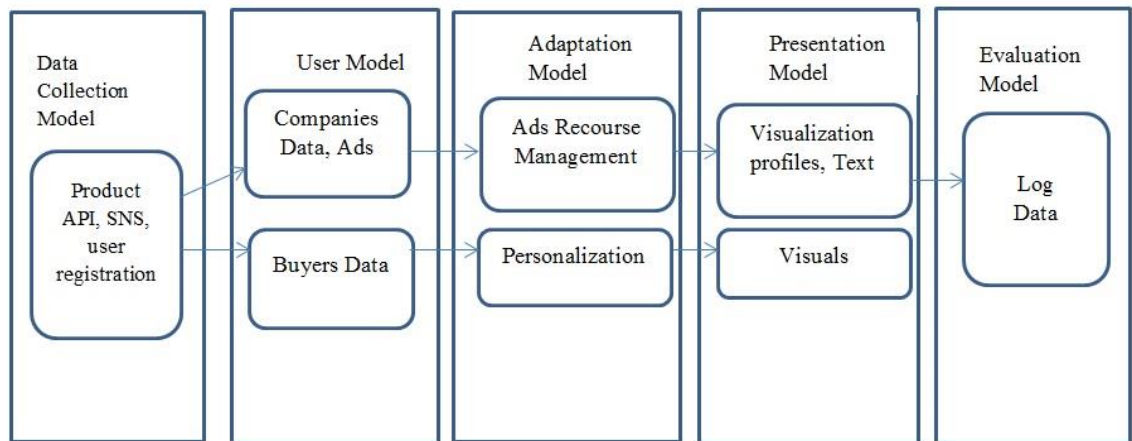 Data
Collection
Model
Product
API, SNS,
user
registration
User Model
Companies
Data, Ads
Buyers Data
Adaptation
Model
Ads Recourse
Management
Personalization
Presentation
Model
Visualization
profiles, Text
Visuals
Evaluation
Model
Log
Data